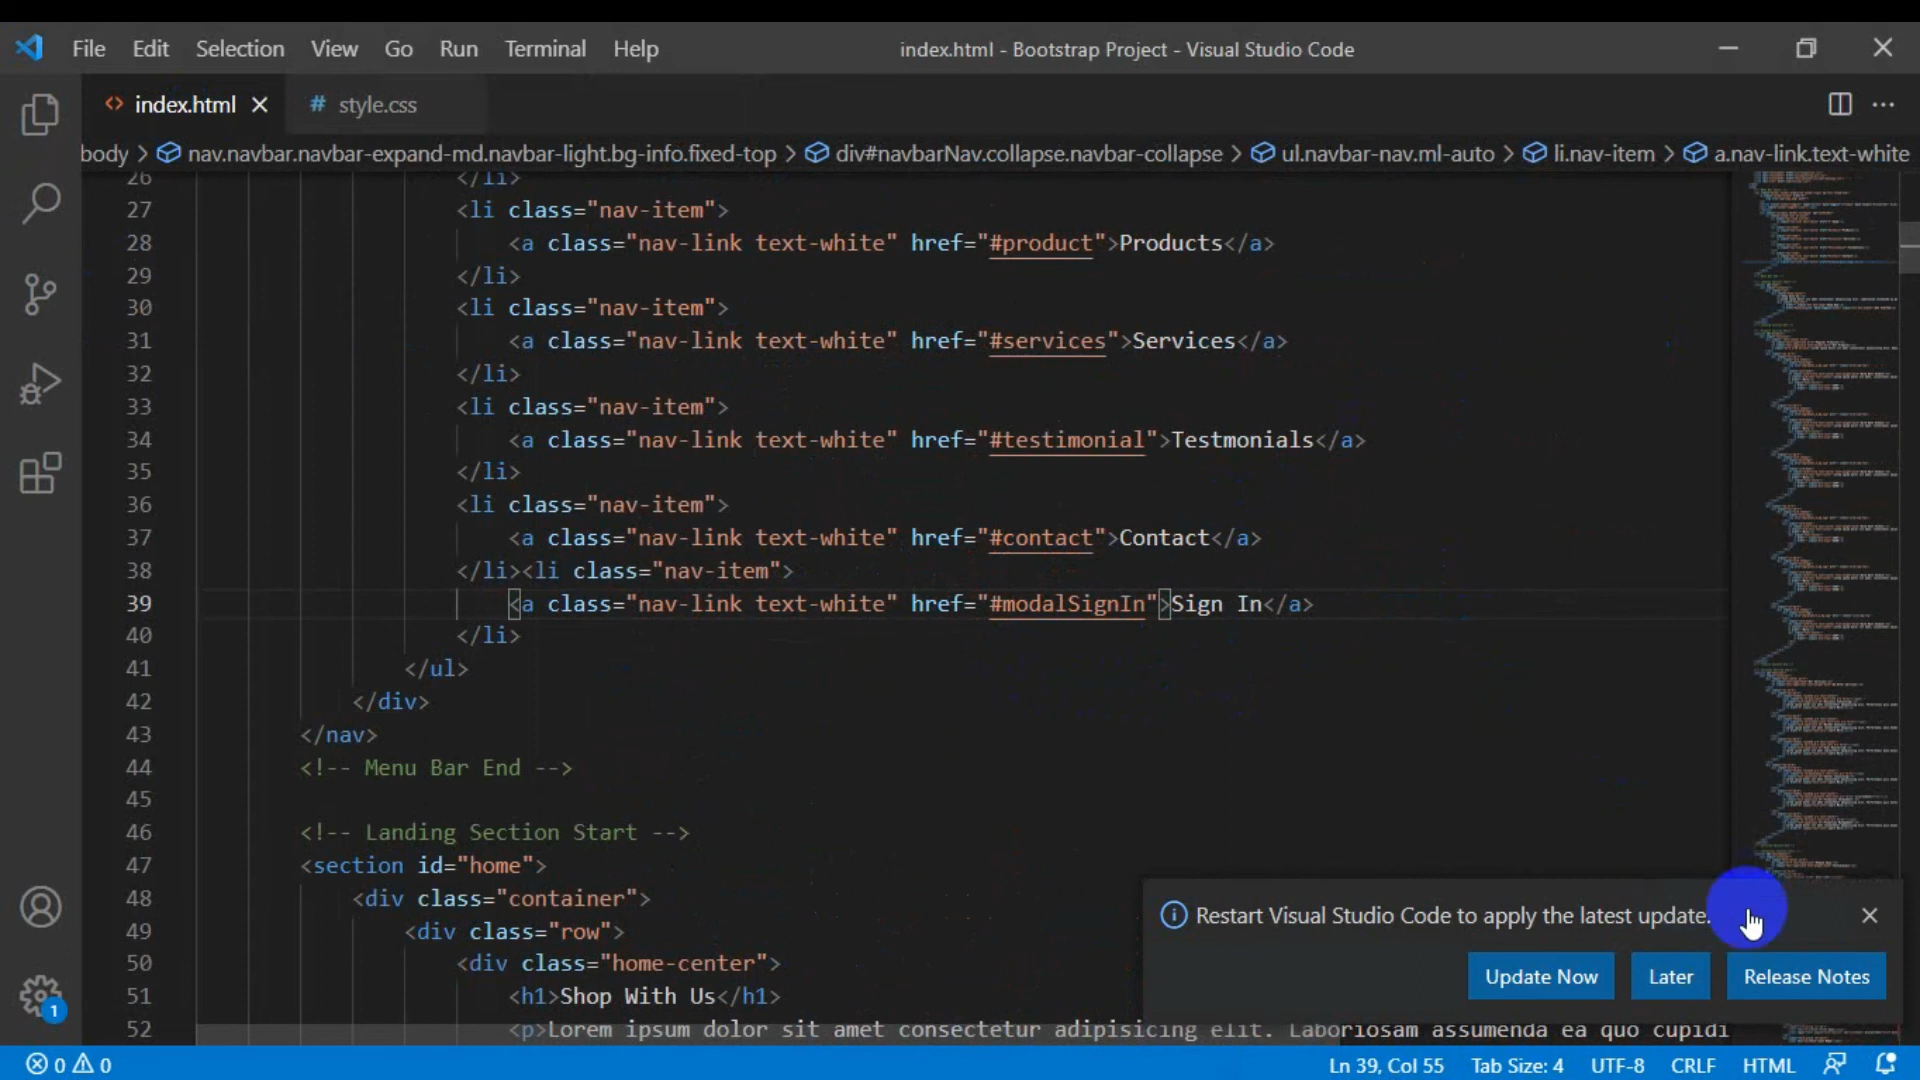 File Edit Selection View Go Run Terminal Help index.html - Bootstrap Project - Visual Studio Code
<> index.html # style.css
body > nav.navbar.navbar-expand-md.navbar-light.bg-info.fixed-top > div#navbarNav.collapse.navbar-collapse > ul.navbar-nav.ml-auto > li.nav-item > a.nav-link.text-white
26 </li>
27 <li class="nav-item">
28 <a class="nav-link text-white" href="#product">Products</a>
29 </li>
30 <li class="nav-item">
31 <a class="nav-link text-white" href="#services">Services</a>
32 </li>
33 <li class="nav-item">
34 <a class="nav-link text-white" href="#testimonial">Testmonials</a>
35 </li>
36 <li class="nav-item">
37 <a class="nav-link text-white" href="#contact">Contact</a>
38 </li><li class="nav-item">
39 <a class="nav-link text-white" href="#modalSignIn">Sign In</a>
40 </li>
41 </ul>
42 </div>
43 </nav>
44 <!-- Menu Bar End -->
45
46 <!-- Landing Section Start -->
47 <section id="home">
48 <div class="container">
49 <div class="row">
50 <div class="home-center">
51 <h1>Shop With Us</h1>
52 <p>Lorem ipsum dolor sit amet consectetur adipisicing elit. Laboriosam assumenda ea quo cupidi
Restart Visual Studio Code to apply the latest update.
Update Now Later Release Notes
1
0 0 Ln 39, Col 55 Tab Size: 4 UTF-8 CRLF HTML